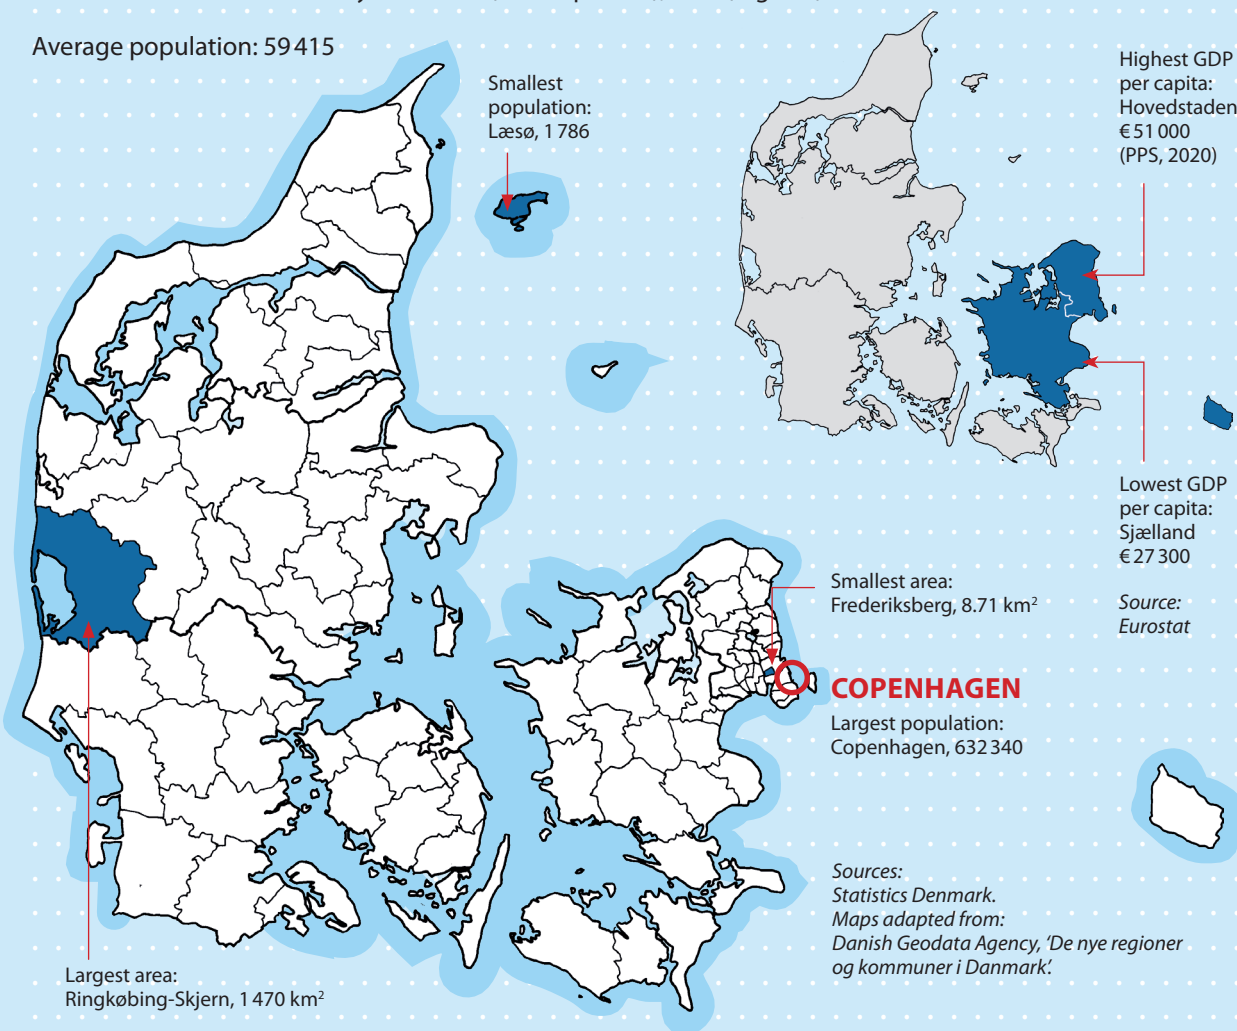 Average population: 59 415
Smallest
population:
Læsø, 1 786
Highest GDP
per capita:
Hovedstaden
€ 51 000
(PPS, 2020)
Lowest GDP
per capita:
Sjælland
€ 27 300
Source:
Eurostat
Smallest area:
Frederiksberg, 8.71 km²
COPENHAGEN
Largest population:
Copenhagen, 632 340
Sources:
Statistics Denmark.
Maps adapted from:
Danish Geodata Agency, ‘De nye regioner
og kommuner i Danmark’.
Largest area:
Ringkøbing-Skjern, 1 470 km²